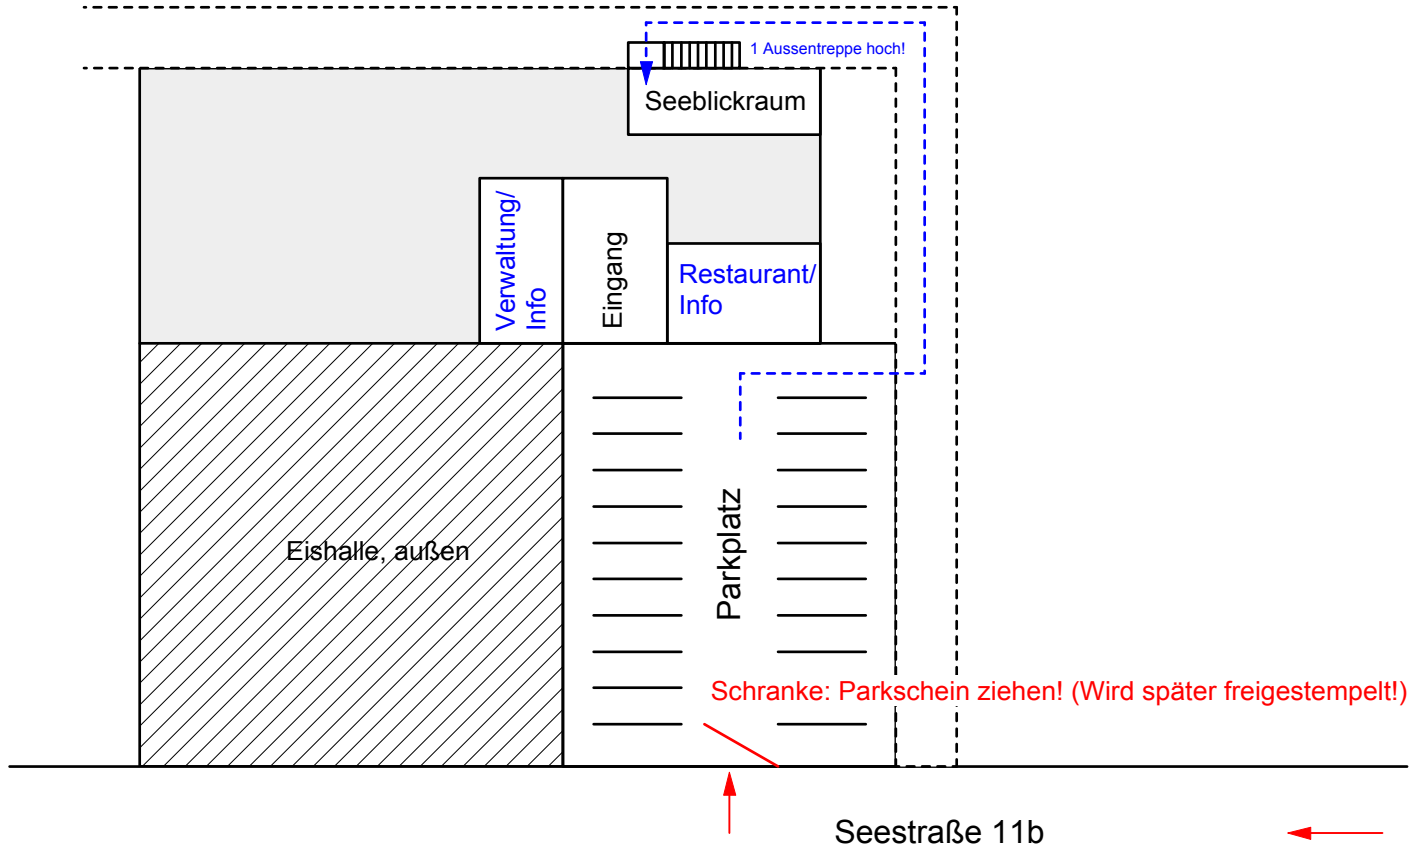 1 Aussentreppe hoch!
Seeblickraum
Verwaltung/
Info
Eingang
Restaurant/
Info
Parkplatz
Eishalle, außen
Schranke: Parkschein ziehen! (Wird später freigestempelt!)
Seestraße 11b